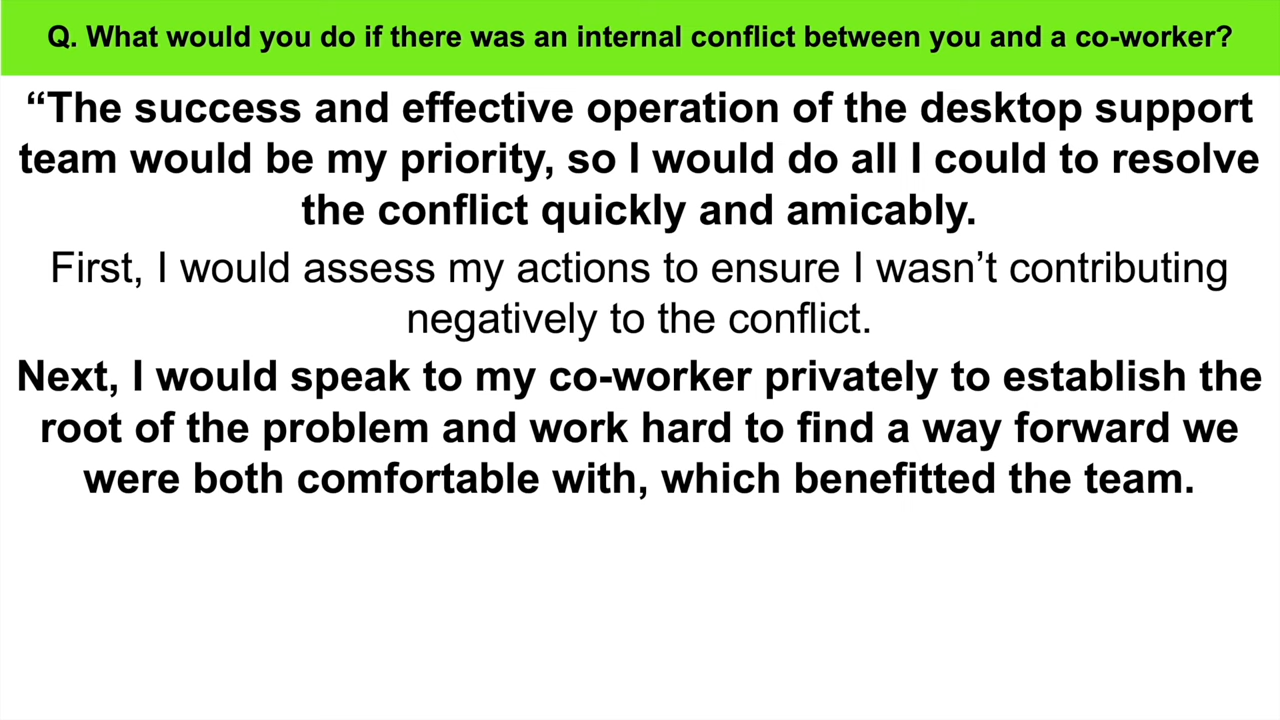 Q. What would you do if there was an internal conflict between you and a co-worker?
“The success and effective operation of the desktop support
team would be my priority, so I would do all I could to resolve
the conflict quickly and amicably.
First, I would assess my actions to ensure I wasn’t contributing
negatively to the conflict.
Next, I would speak to my co-worker privately to establish the
root of the problem and work hard to find a way forward we
were both comfortable with, which benefitted the team.